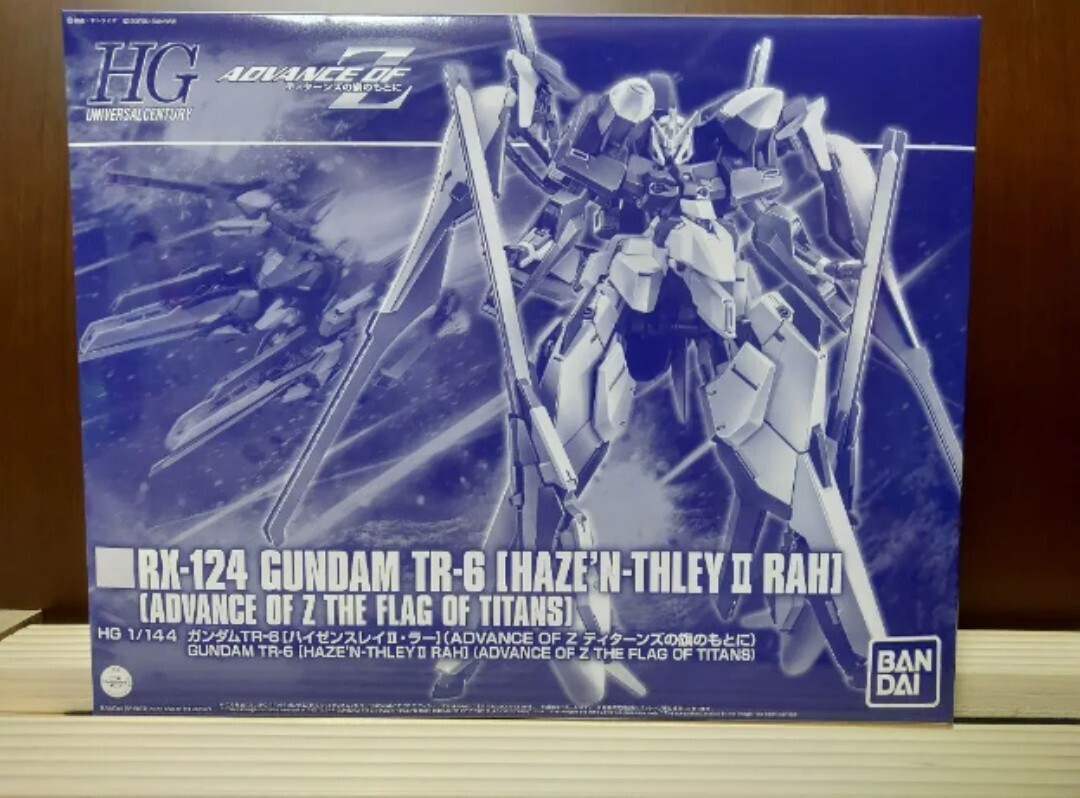 HG
UNIVERSAL CENTURY
ADVANCE OF Z
ティターンズの旗のもとに
RX-124 GUNDAM TR-6 [HAZE'N-THLEY II RAH]
(ADVANCE OF Z THE FLAG OF TITANS)
HG 1/144 ガンダムTR-6 [ハイゼンスレイII・ラー] (ADVANCE OF Z ティターンズの旗のもとに)
GUNDAM TR-6 [HAZE'N-THLEY II RAH] (ADVANCE OF Z THE FLAG OF TITANS)
BAN
DAI